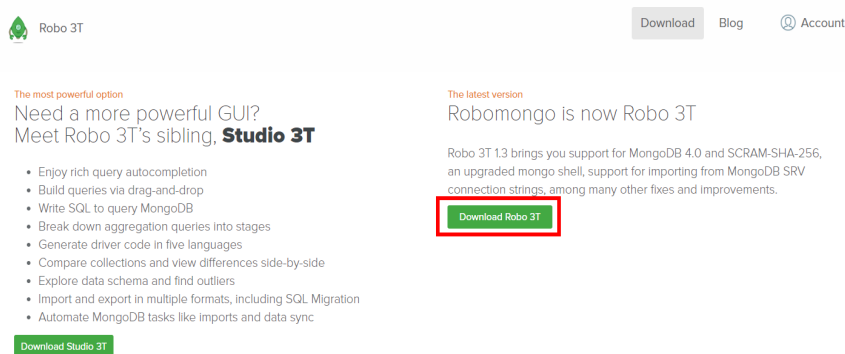 Robo 3T
Download
Blog
Account
The most powerful option
Need a more powerful GUI?
Meet Robo 3T's sibling, Studio 3T
Enjoy rich query autocompletion
Build queries via drag-and-drop
Write SQL to query MongoDB
Break down aggregation queries into stages
Generate driver code in five languages
Compare collections and view differences side-by-side
Explore data schema and find outliers
Import and export in multiple formats, including SQL Migration
Automate MongoDB tasks like imports and data sync
Download Studio 3T
The latest version
Robomongo is now Robo 3T
Robo 3T 1.3 brings you support for MongoDB 4.0 and SCRAM-SHA-256,
an upgraded mongo shell, support for importing from MongoDB SRV
connection strings, among many other fixes and improvements.
Download Robo 3T